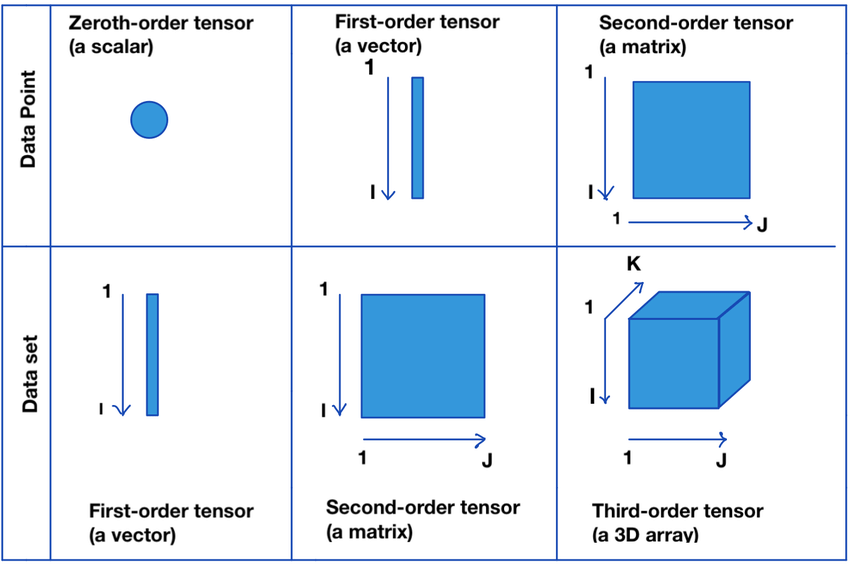 Data Point
Zeroth-order tensor
(a scalar)
First-order tensor
(a vector)
1
I
Second-order tensor
(a matrix)
1
I
1
J
Data set
1
I
First-order tensor
(a vector)
1
I
1
J
Second-order tensor
(a matrix)
K
1
I
1
J
Third-order tensor
(a 3D array)